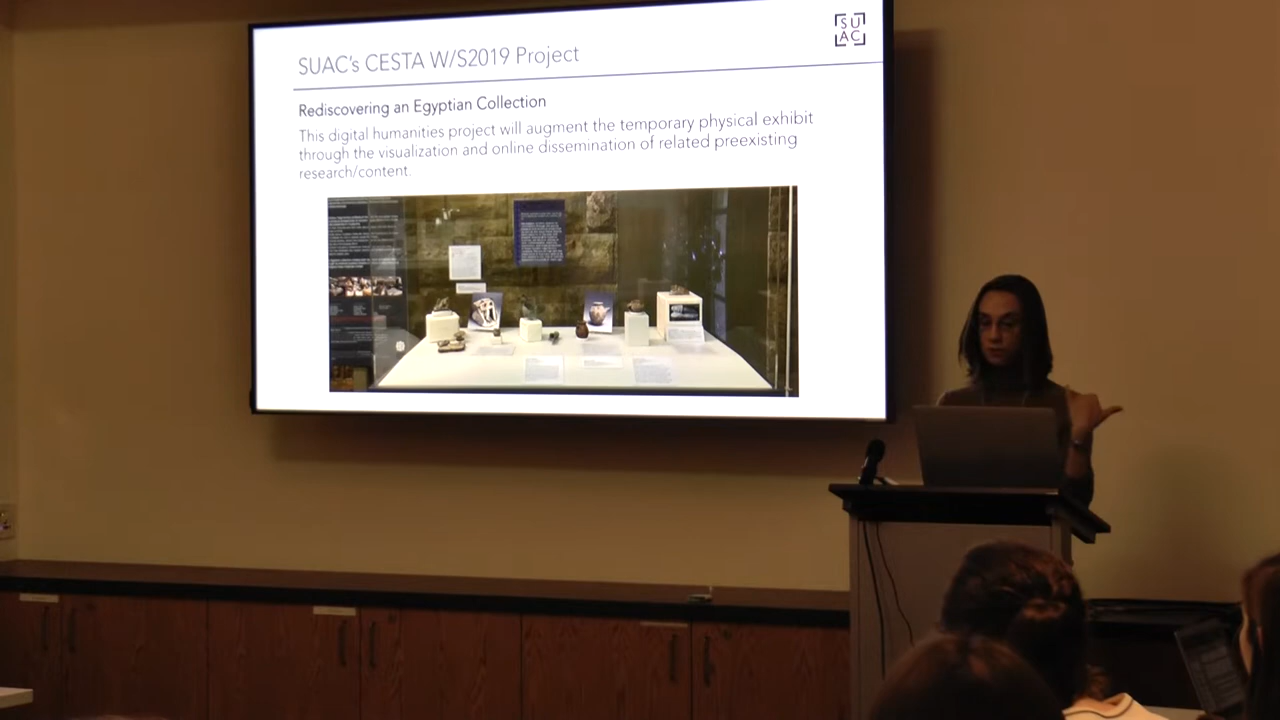 SUAC's CESTA W/S2019 Project
SU
AC
Rediscovering an Egyptian Collection
This digital humanities project will augment the temporary physical exhibit
through the visualization and online dissemination of related preexisting
research/content.